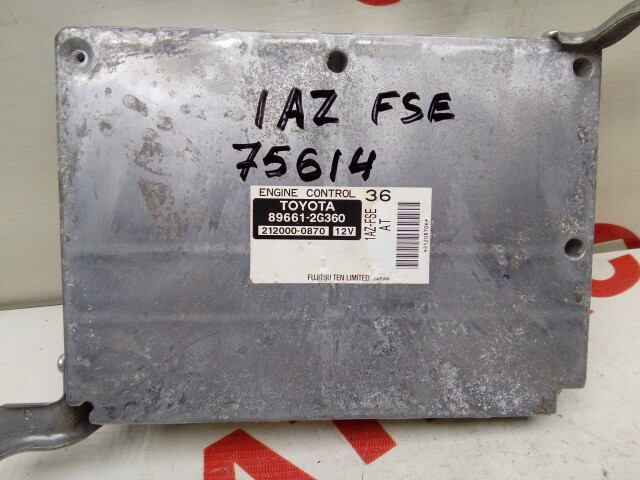 1AZ FSE
75614
ENGINE CONTROL 36
TOYOTA
89661-2G360
212000-0870 12V
1AZ-FSE
AT
*2120870GK*
FUJITSU TEN LIMITED JAPAN